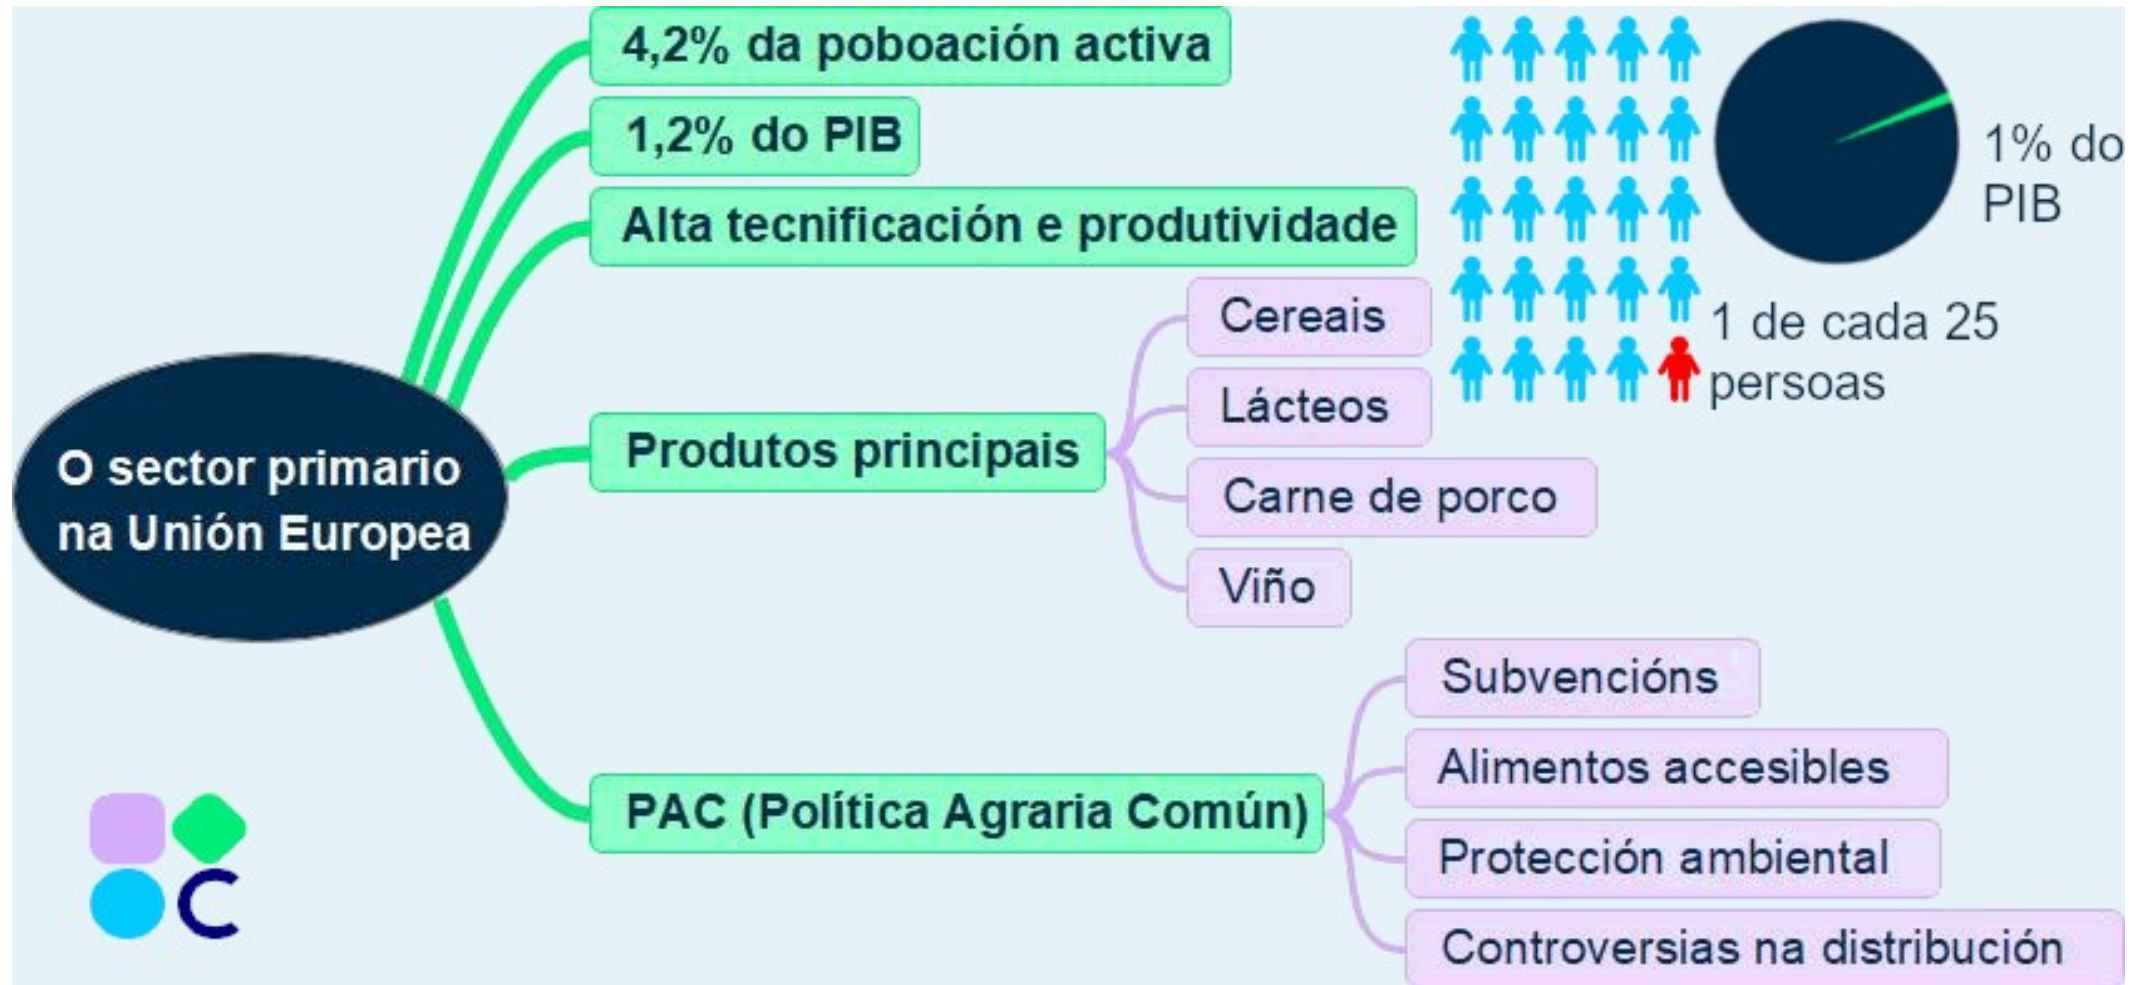 4,2% da poboación activa
1,2% do PIB
Alta tecnificación e produtividade
1% do
PIB
1 de cada 25
persoas
O sector primario
na Unión Europea
Produtos principais
Cereais
Lácteos
Carne de porco
Viño
PAC (Política Agraria Común)
Subvencións
Alimentos accesibles
Protección ambiental
Controversias na distribución